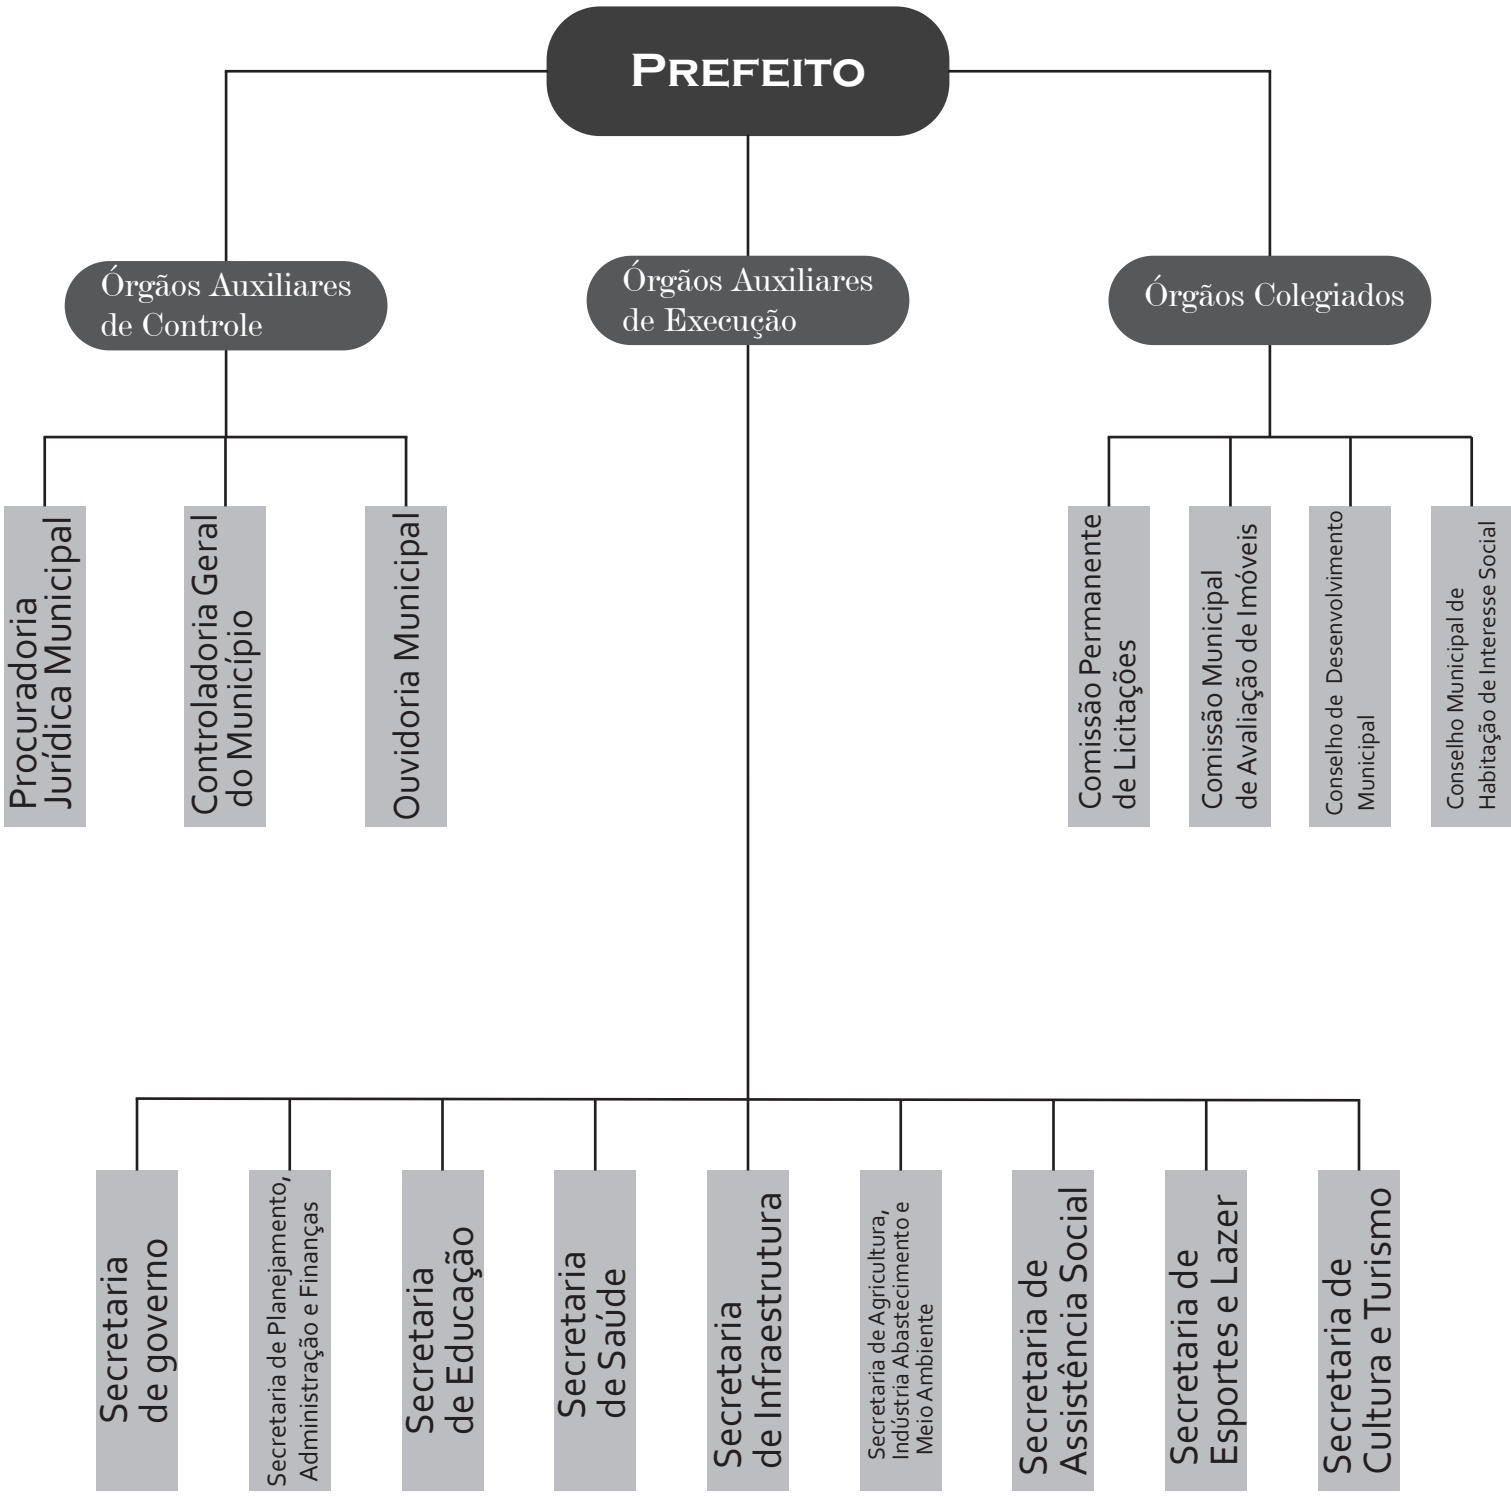 PREFEITO
Órgãos Auxiliares
de Controle
Órgãos Auxiliares
de Execução
Órgãos Colegiados
Procuradoria
Jurídica Municipal
Controladoria Geral
do Município
Ouvidoria Municipal
Comissão Permanente
de Licitações
Comissão Municipal
de Avaliação de Imóveis
Conselho de Desenvolvimento
Municipal
Conselho Municipal de
Habitação de Interesse Social
Secretaria
de governo
Secretaria de Planejamento,
Administração e Finanças
Secretaria
de Educação
Secretaria
de Saúde
Secretaria
de Infraestrutura
Secretaria de Agricultura,
Indústria Abastecimento e
Meio Ambiente
Secretaria de
Assistência Social
Secretaria de
Esportes e Lazer
Secretaria de
Cultura e Turismo